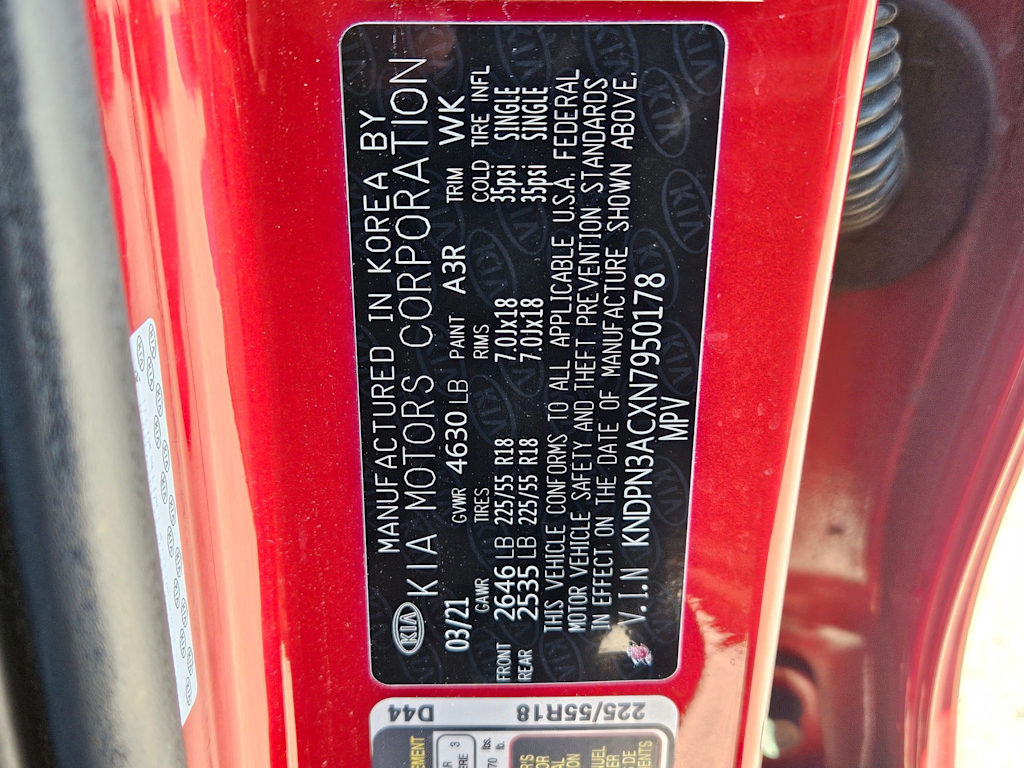 MANUFACTURED IN KOREA BY
KIA KIA MOTORS CORPORATION
03/21 GVWR 4630 LB PAINT A3R TRIM WK
GAWR TIRES RIMS COLD TIRE INFL
FRONT 2646 LB 225/55 R18 7.0Jx18 35psi SINGLE
REAR 2535 LB 225/55 R18 7.0Jx18 35psi SINGLE
THIS VEHICLE CONFORMS TO ALL APPLICABLE U.S.A. FEDERAL
MOTOR VEHICLE SAFETY AND THEFT PREVENTION STANDARDS
IN EFFECT ON THE DATE OF MANUFACTURE SHOWN ABOVE.
V.I.N KNDPN3ACXN7950178
MPV
D44
225/55R18